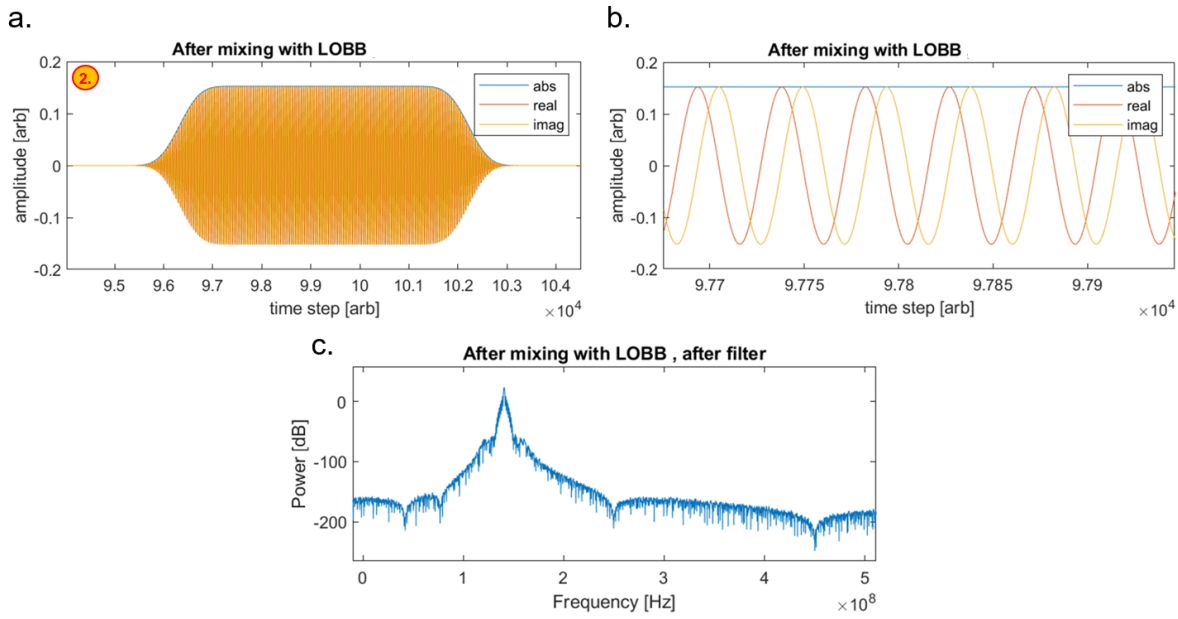 a.
After mixing with LOBB
2.
abs
real
imag
0.2
0.1
0
-0.1
-0.2
amplitude [arb]
9.5 9.6 9.7 9.8 9.9 10 10.1 10.2 10.3 10.4
time step [arb]
×10⁴
b.
After mixing with LOBB
abs
real
imag
0.2
0.1
0
-0.1
-0.2
amplitude [arb]
9.77 9.775 9.78 9.785 9.79
time step [arb]
×10⁴
c.
After mixing with LOBB , after filter
0
-100
-200
Power [dB]
0 1 2 3 4 5
Frequency [Hz]
×10⁸